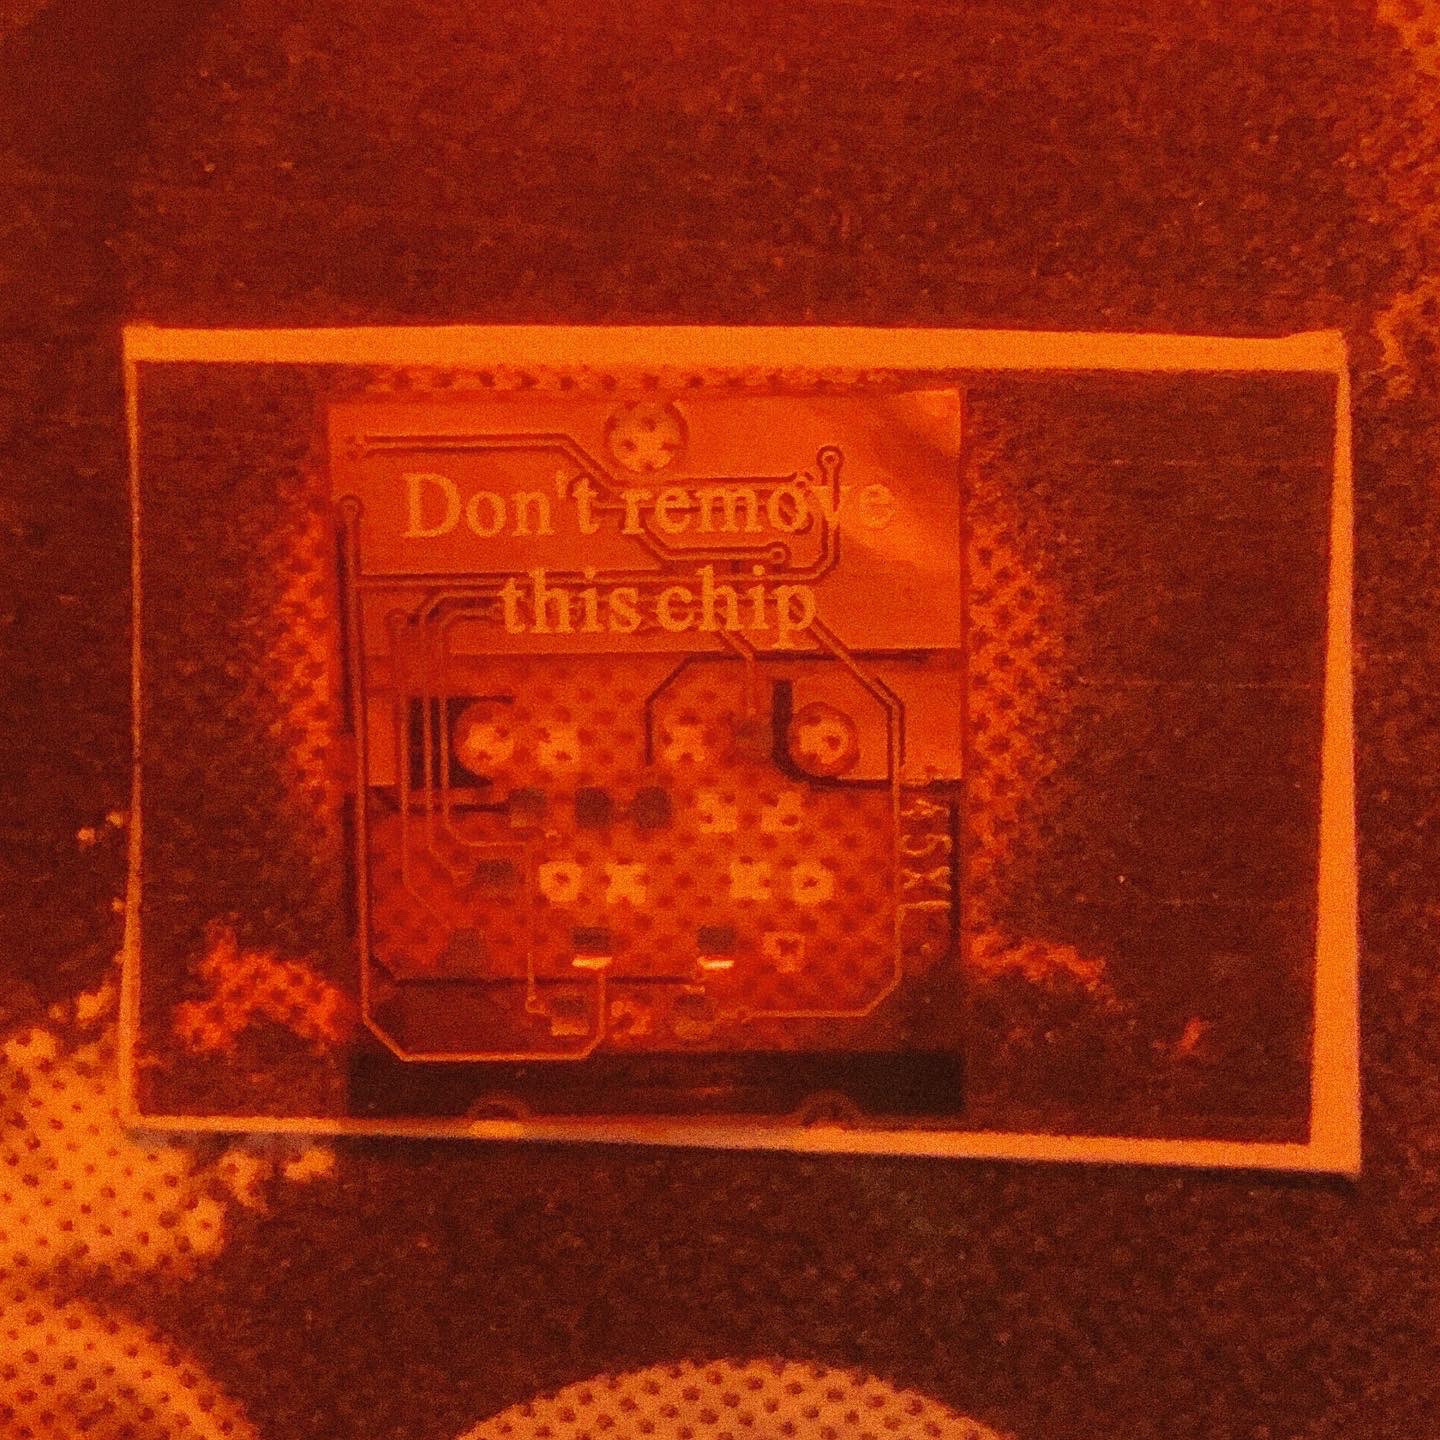 Don't remove
this chip